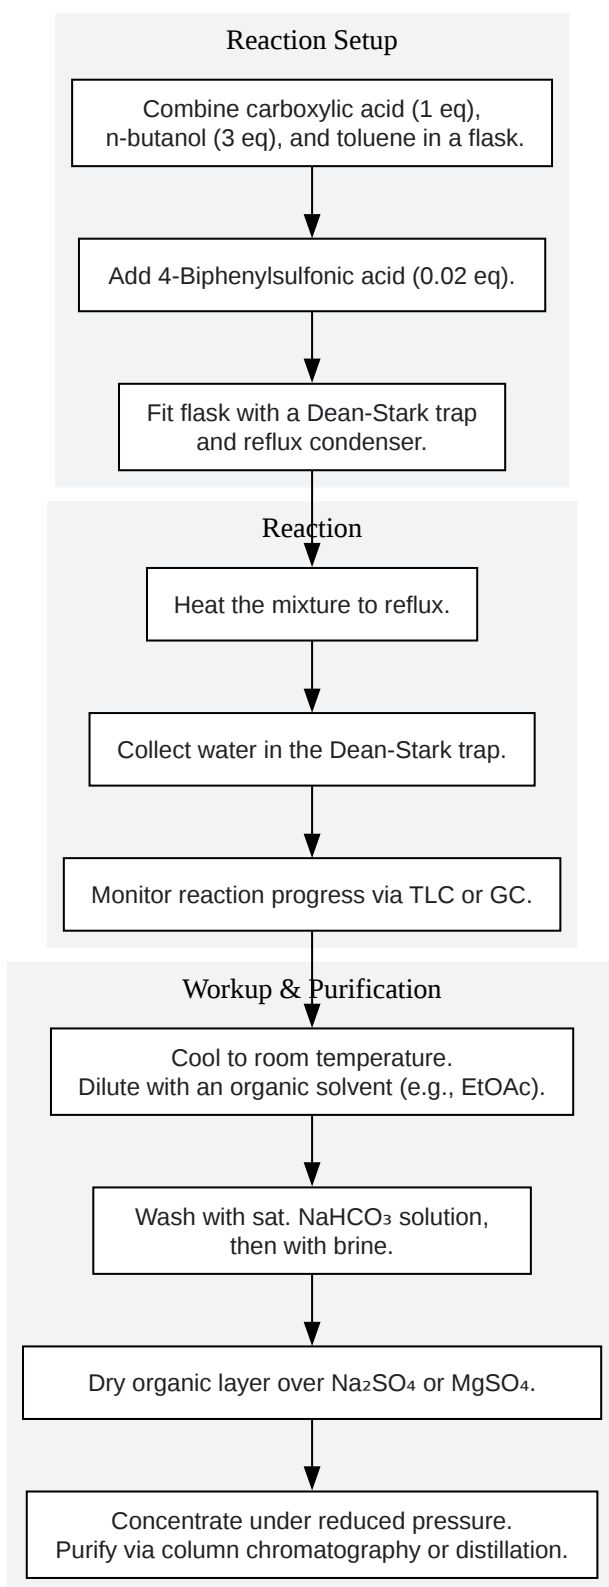 Reaction Setup
Combine carboxylic acid (1 eq),
n-butanol (3 eq), and toluene in a flask.
Add 4-Biphenylsulfonic acid (0.02 eq).
Fit flask with a Dean-Stark trap
and reflux condenser.
Reaction
Heat the mixture to reflux.
Collect water in the Dean-Stark trap.
Monitor reaction progress via TLC or GC.
Workup & Purification
Cool to room temperature.
Dilute with an organic solvent (e.g., EtOAc).
Wash with sat. NaHCO₃ solution,
then with brine.
Dry organic layer over Na₂SO₄ or MgSO₄.
Concentrate under reduced pressure.
Purify via column chromatography or distillation.